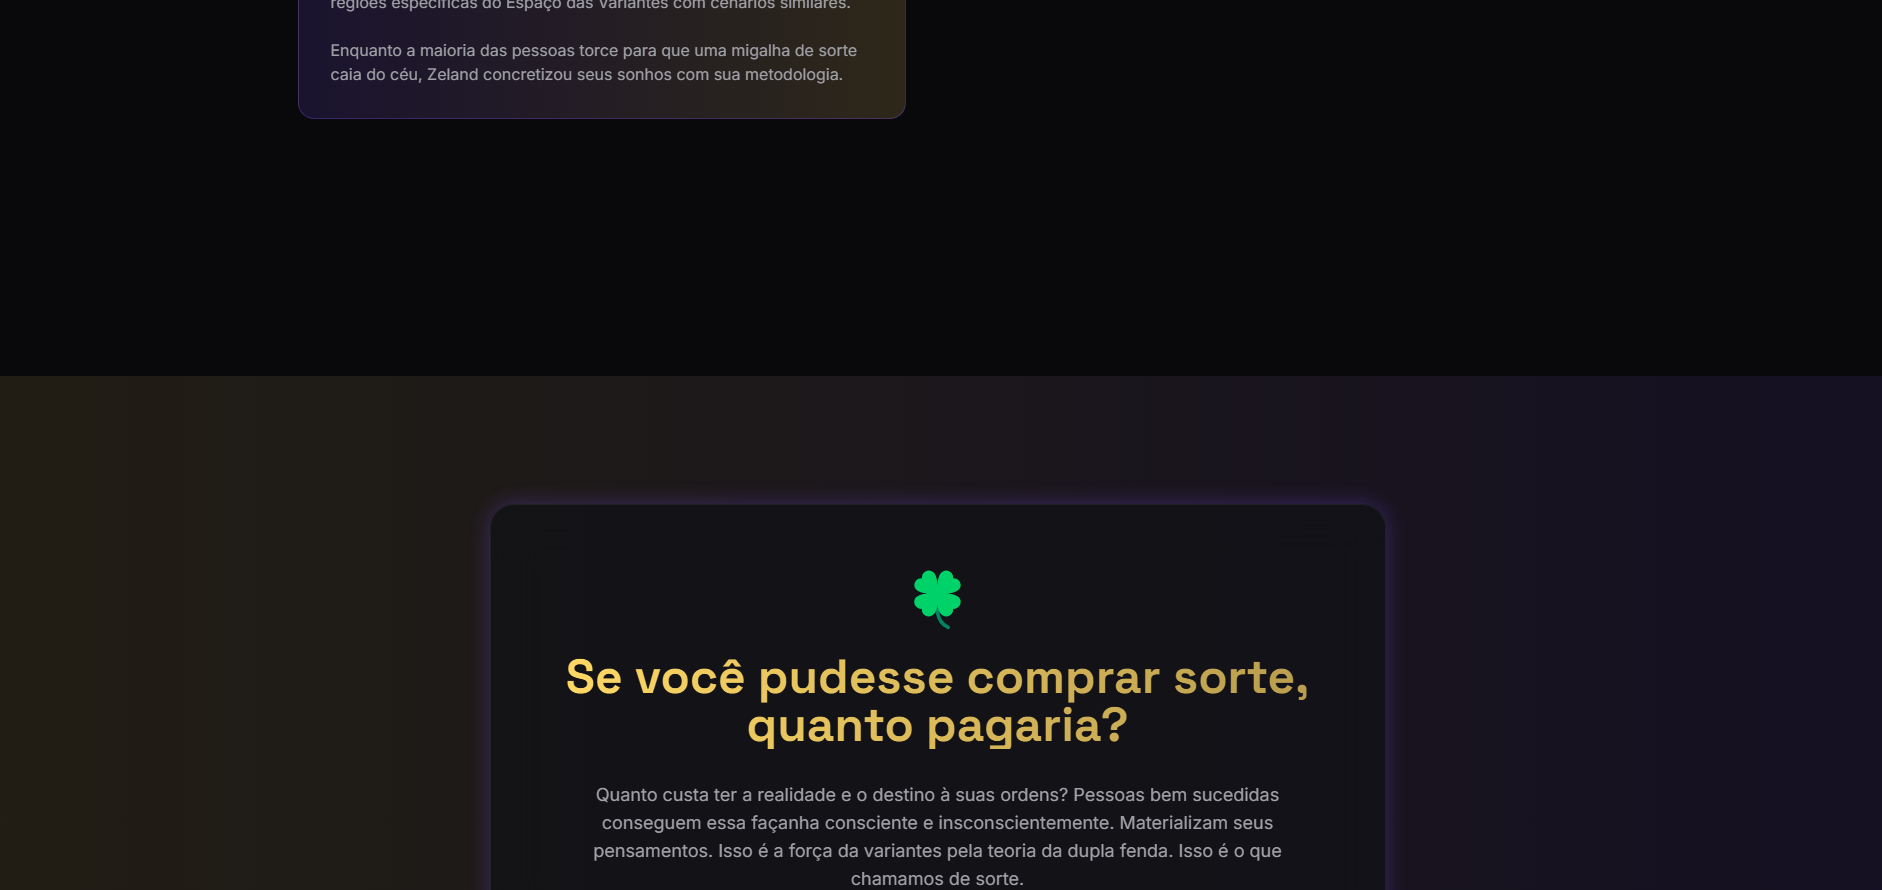 regiões específicas do Espaço das Variantes com cenários similares.
Enquanto a maioria das pessoas torce para que uma migalha de sorte
caia do céu, Zeland concretizou seus sonhos com sua metodologia.
Se você pudesse comprar sorte,
quanto pagaria?
Quanto custa ter a realidade e o destino à suas ordens? Pessoas bem sucedidas
conseguem essa façanha consciente e insconscientemente. Materializam seus
pensamentos. Isso é a força da variantes pela teoria da dupla fenda. Isso é o que
chamamos de sorte.